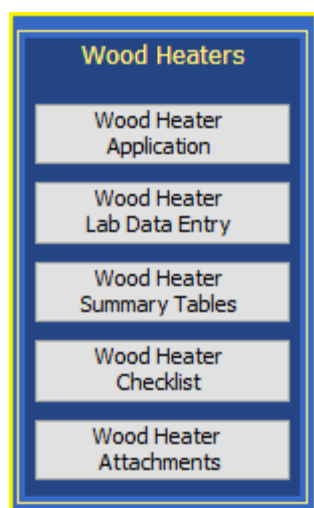 Wood Heaters
Wood Heater
Application
Wood Heater
Lab Data Entry
Wood Heater
Summary Tables
Wood Heater
Checklist
Wood Heater
Attachments